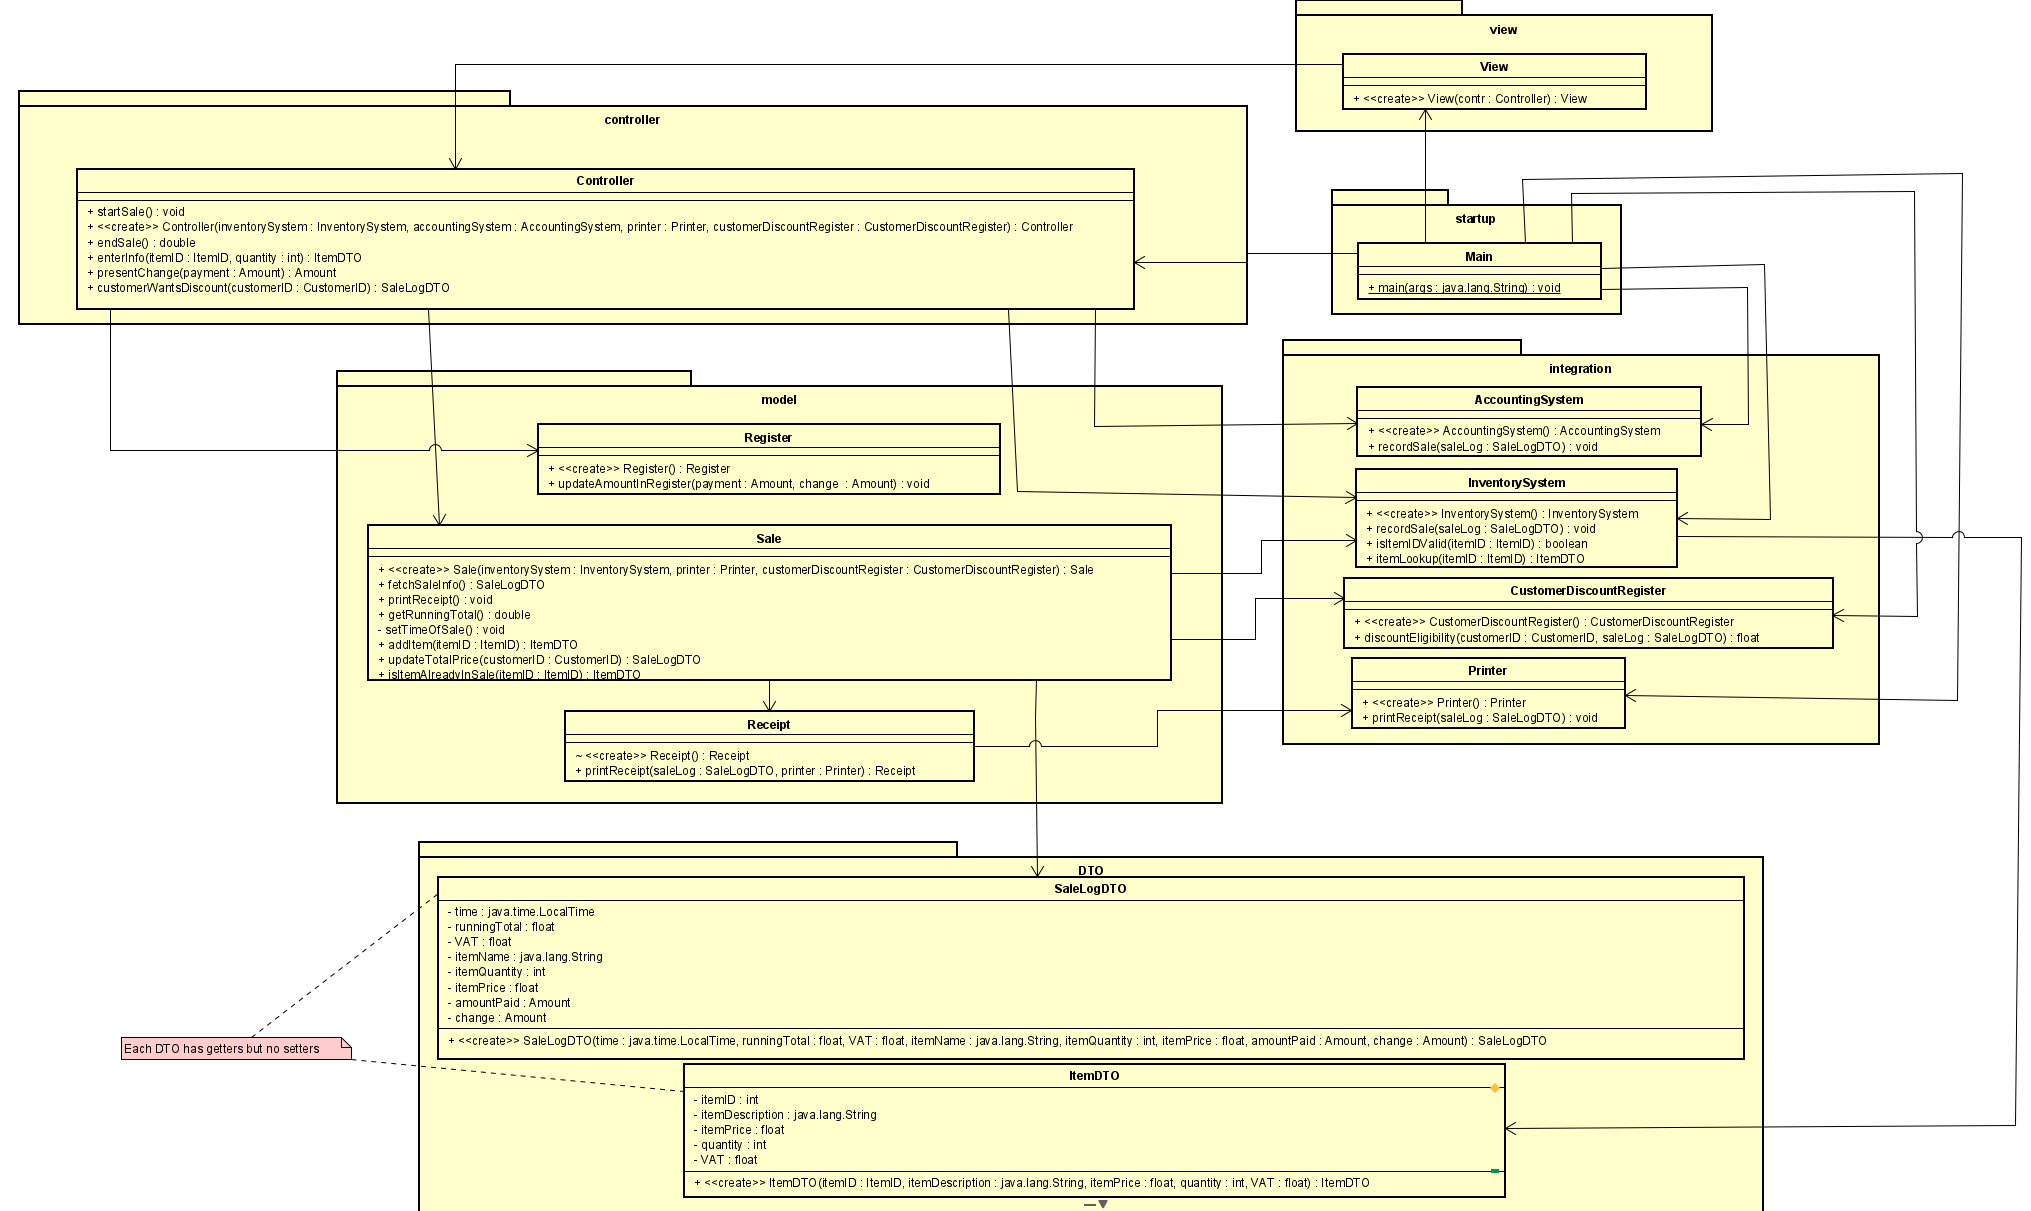 view
View
+ <<create>> View(contr : Controller) : View
controller
Controller
+ startSale() : void
+ <<create>> Controller(inventorySystem : InventorySystem, accountingSystem : AccountingSystem, printer : Printer, customerDiscountRegister : CustomerDiscountRegister) : Controller
+ endSale() : double
+ enterInfo(itemID : ItemID, quantity : int) : ItemDTO
+ presentChange(payment : Amount) : Amount
+ customerWantsDiscount(customerID : CustomerID) : SaleLogDTO
startup
Main
+ main(args : java.lang.String) : void
model
Register
+ <<create>> Register() : Register
+ updateAmountInRegister(payment : Amount, change : Amount) : void
Sale
+ <<create>> Sale(inventorySystem : InventorySystem, printer : Printer, customerDiscountRegister : CustomerDiscountRegister) : Sale
+ fetchSaleInfo() : SaleLogDTO
+ printReceipt() : void
+ getRunningTotal() : double
- setTimeOfSale() : void
+ addItem(itemID : ItemID) : ItemDTO
+ updateTotalPrice(customerID : CustomerID) : SaleLogDTO
+ isItemAlreadyInSale(itemID : ItemID) : ItemDTO
Receipt
~ <<create>> Receipt() : Receipt
+ printReceipt(saleLog : SaleLogDTO, printer : Printer) : Receipt
integration
AccountingSystem
+ <<create>> AccountingSystem() : AccountingSystem
+ recordSale(saleLog : SaleLogDTO) : void
InventorySystem
+ <<create>> InventorySystem() : InventorySystem
+ recordSale(saleLog : SaleLogDTO) : void
+ isItemIDValid(itemID : ItemID) : boolean
+ itemLookup(itemID : ItemID) : ItemDTO
CustomerDiscountRegister
+ <<create>> CustomerDiscountRegister() : CustomerDiscountRegister
+ discountEligibility(customerID : CustomerID, saleLog : SaleLogDTO) : float
Printer
+ <<create>> Printer() : Printer
+ printReceipt(saleLog : SaleLogDTO) : void
DTO
SaleLogDTO
- time : java.time.LocalTime
- runningTotal : float
- VAT : float
- itemName : java.lang.String
- itemQuantity : int
- itemPrice : float
- amountPaid : Amount
- change : Amount
+ <<create>> SaleLogDTO(time : java.time.LocalTime, runningTotal : float, VAT : float, itemName : java.lang.String, itemQuantity : int, itemPrice : float, amountPaid : Amount, change : Amount) : SaleLogDTO
Each DTO has getters but no setters
ItemDTO
- itemID : int
- itemDescription : java.lang.String
- itemPrice : float
- quantity : int
- VAT : float
+ <<create>> ItemDTO(itemID : ItemID, itemDescription : java.lang.String, itemPrice : float, quantity : int, VAT : float) : ItemDTO